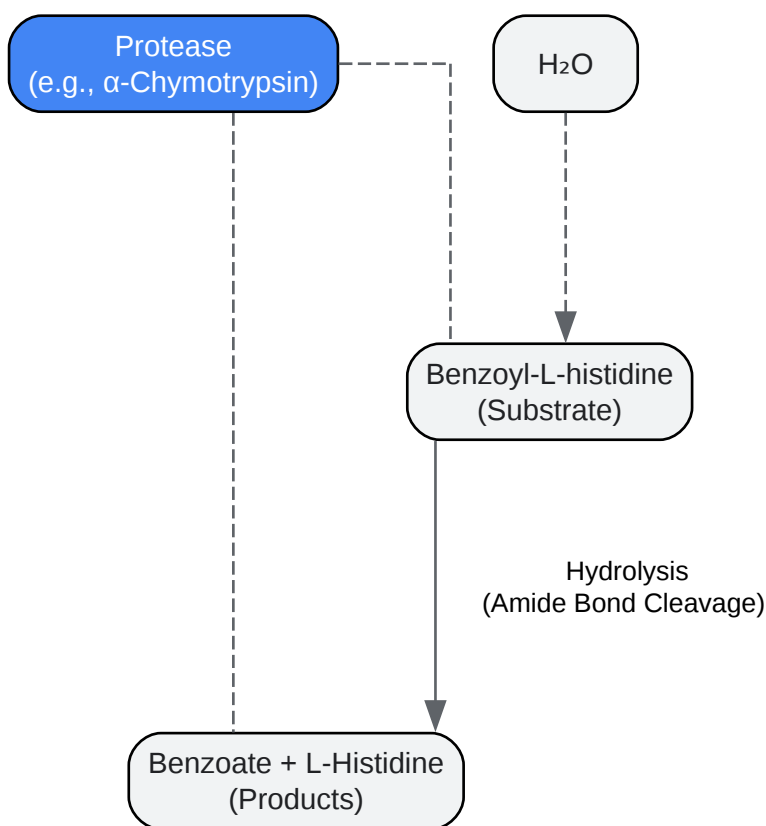 Protease
(e.g., α-Chymotrypsin)
H₂O
Benzoyl-L-histidine
(Substrate)
Hydrolysis
(Amide Bond Cleavage)
Benzoate + L-Histidine
(Products)